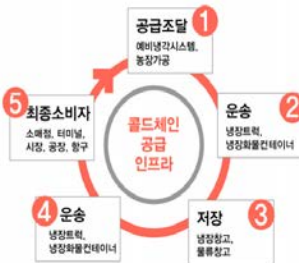 1
공급조달
예비냉각시스템,
농장가공
2
운송
냉장트럭,
냉장화물컨테이너
3
저장
냉장창고,
물류창고
4
운송
냉장트럭,
냉장화물컨테이너
5
최종소비자
소매점, 터미널,
시장, 공장, 항구
콜드체인
공급
인프라